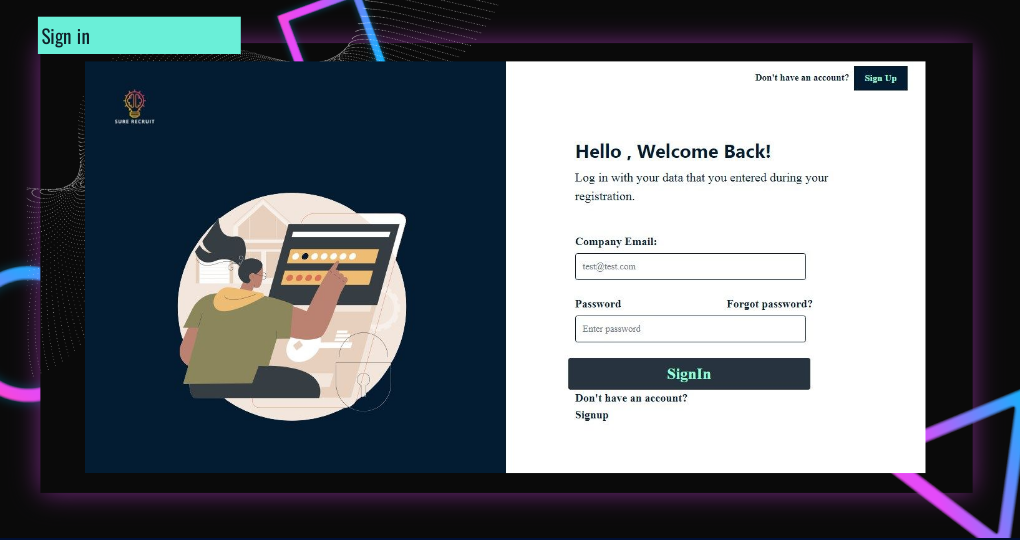 Sign in
Don't have an account? Sign Up
SURE RECRUIT
Hello , Welcome Back!
Log in with your data that you entered during your
registration.
Company Email:
test@test.com
Password Forgot password?
Enter password
SignIn
Don't have an account?
Signup